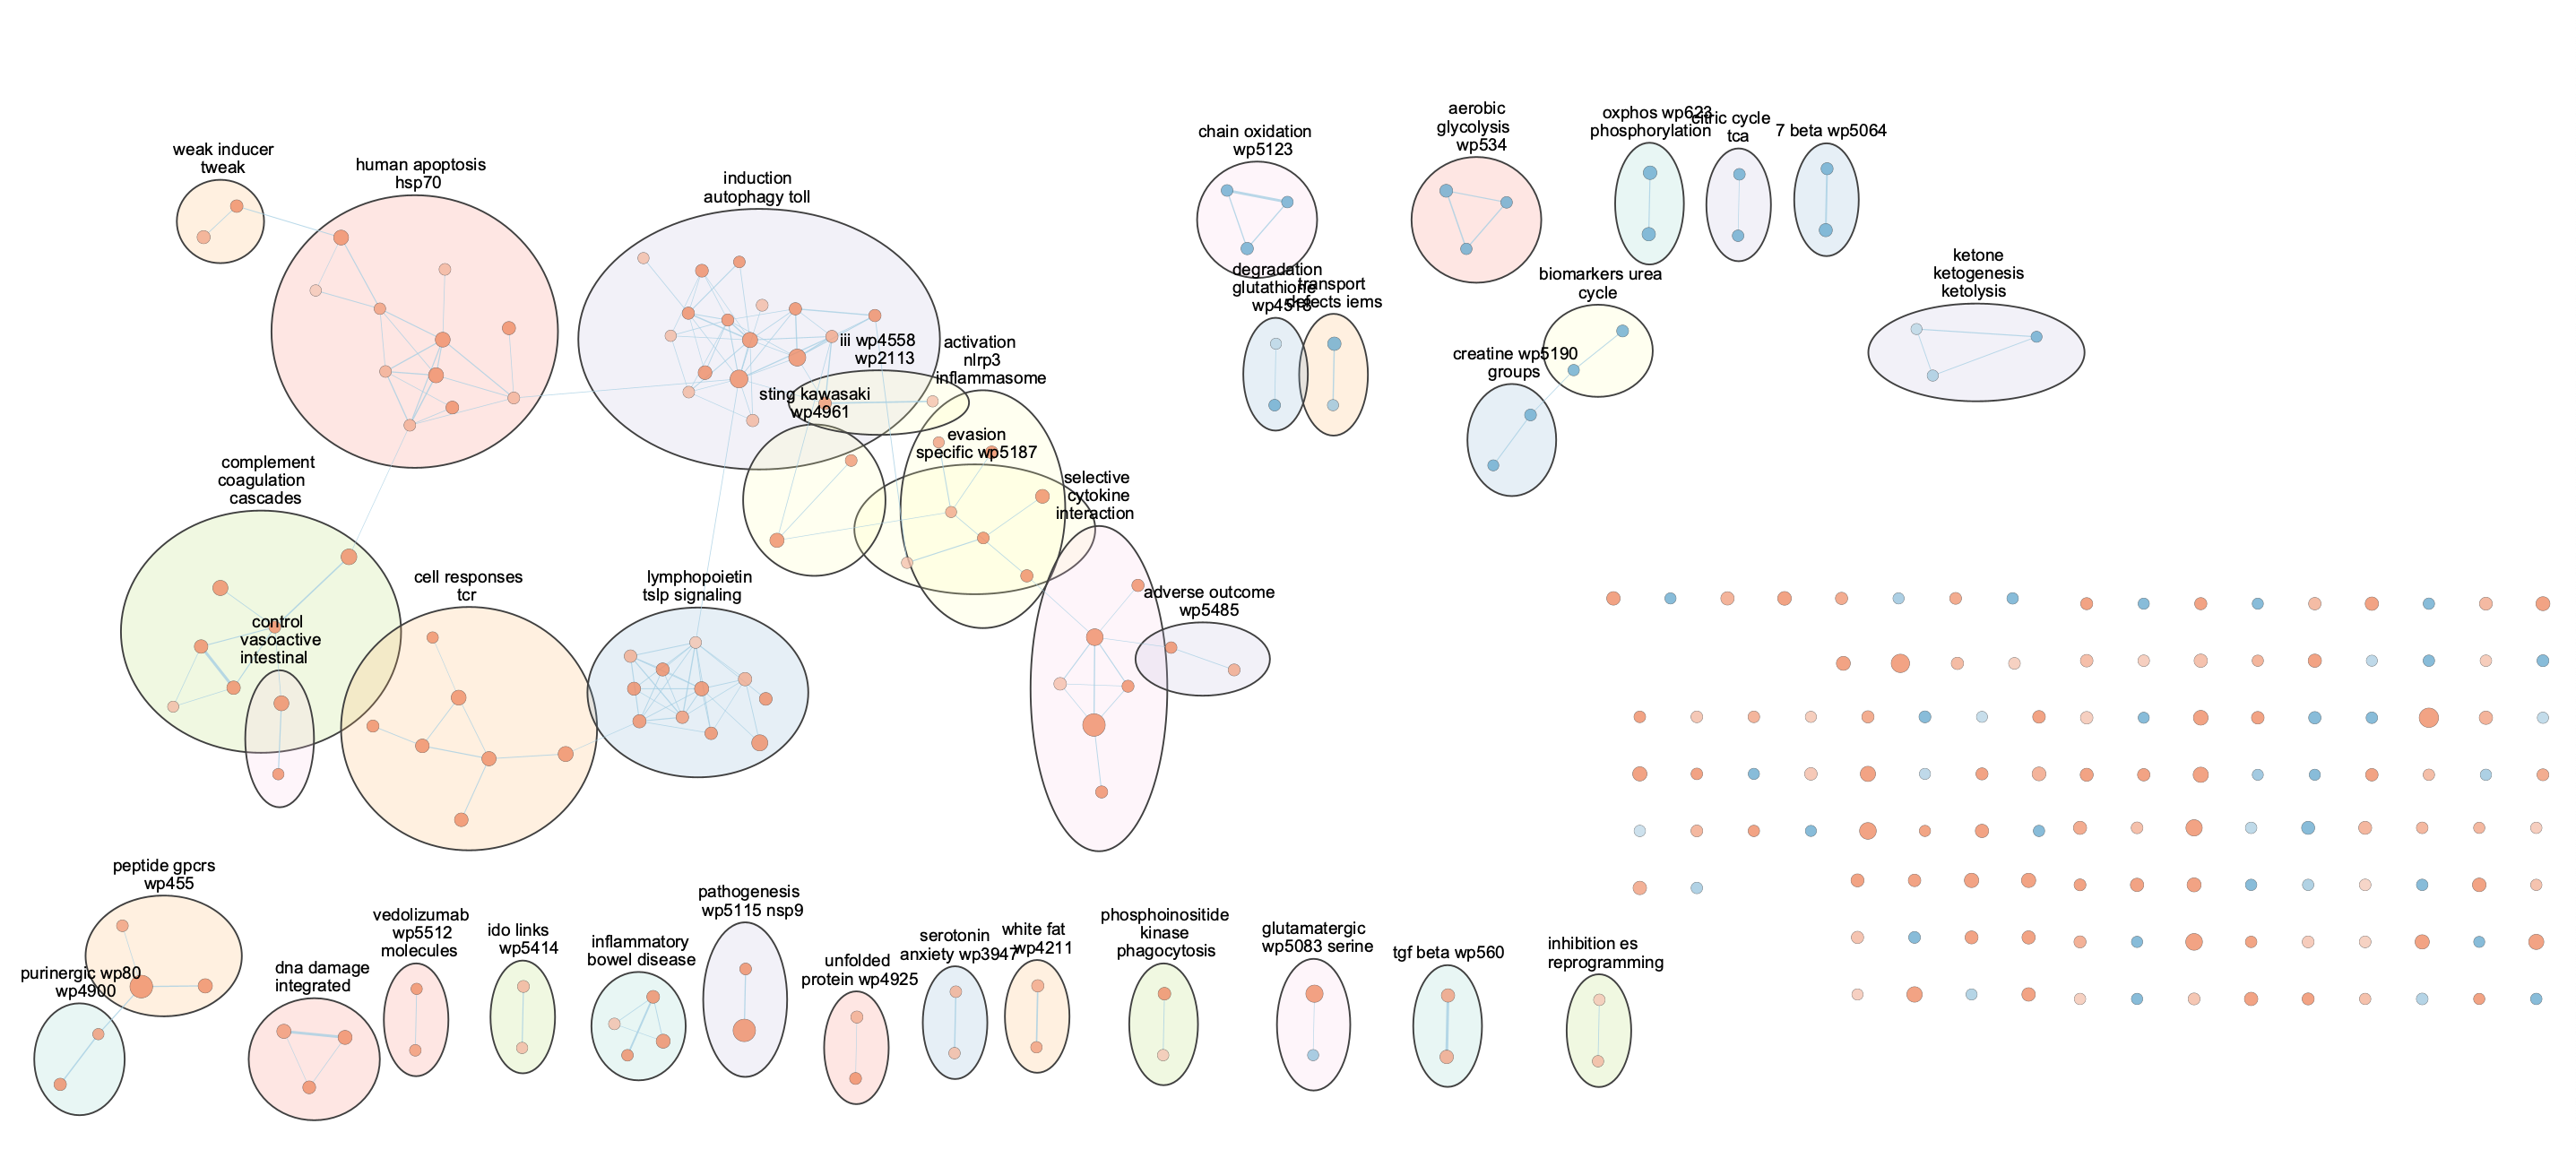 weak inducer
tweak
human apoptosis
hsp70
induction
autophagy toll
chain oxidation
wp5123
aerobic
glycolysis
wp534
oxphos wp623
phosphorylation
citric cycle
tca
7 beta wp5064
degradation
glutathione
wp4518
transport
defects iems
biomarkers urea
cycle
ketone
ketogenesis
ketolysis
creatine wp5190
groups
iii wp4558
wp2113
activation
nlrp3
inflammasome
sting kawasaki
wp4961
evasion
specific wp5187
selective
cytokine
interaction
complement
coagulation
cascades
control
vasoactive
intestinal
cell responses
tcr
lymphopoietin
tslp signaling
adverse outcome
wp5485
peptide gpcrs
wp455
purinergic wp80
wp4900
dna damage
integrated
vedolizumab
wp5512
molecules
ido links
wp5414
inflammatory
bowel disease
pathogenesis
wp5115 nsp9
unfolded
protein wp4925
serotonin
anxiety wp3947
white fat
wp4211
phosphoinositide
kinase
phagocytosis
glutamatergic
wp5083 serine
tgf beta wp560
inhibition es
reprogramming